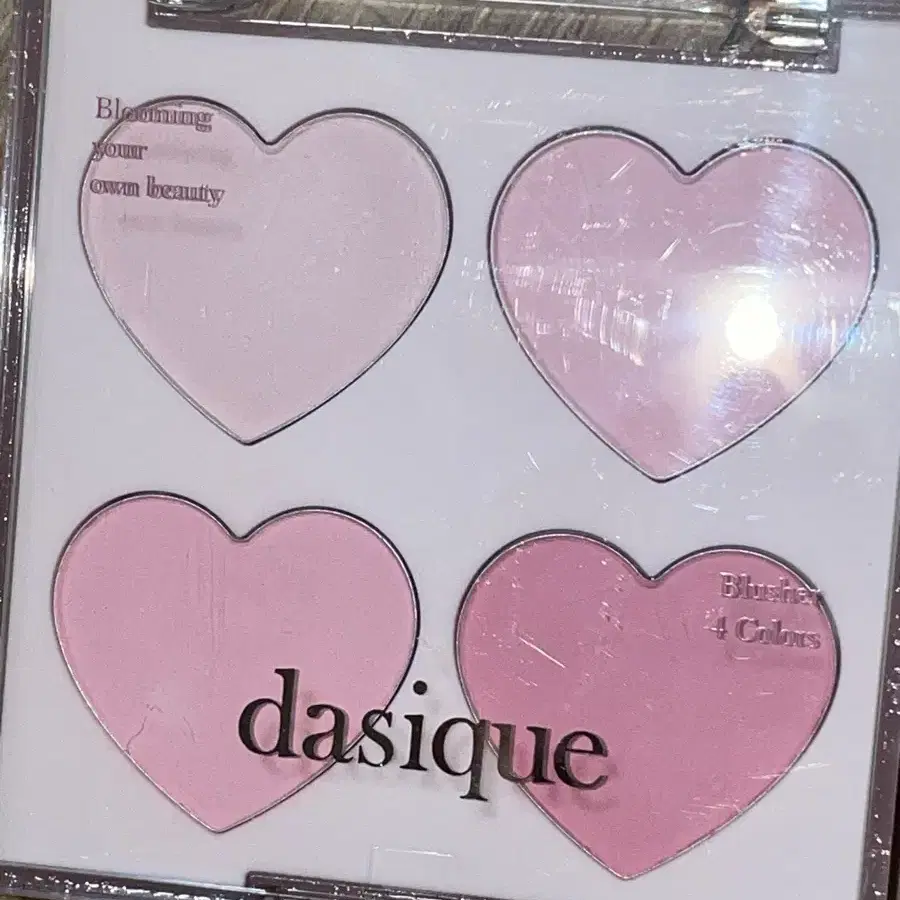 Blooming
your
own beauty
Blusher
4 Colors
dasique